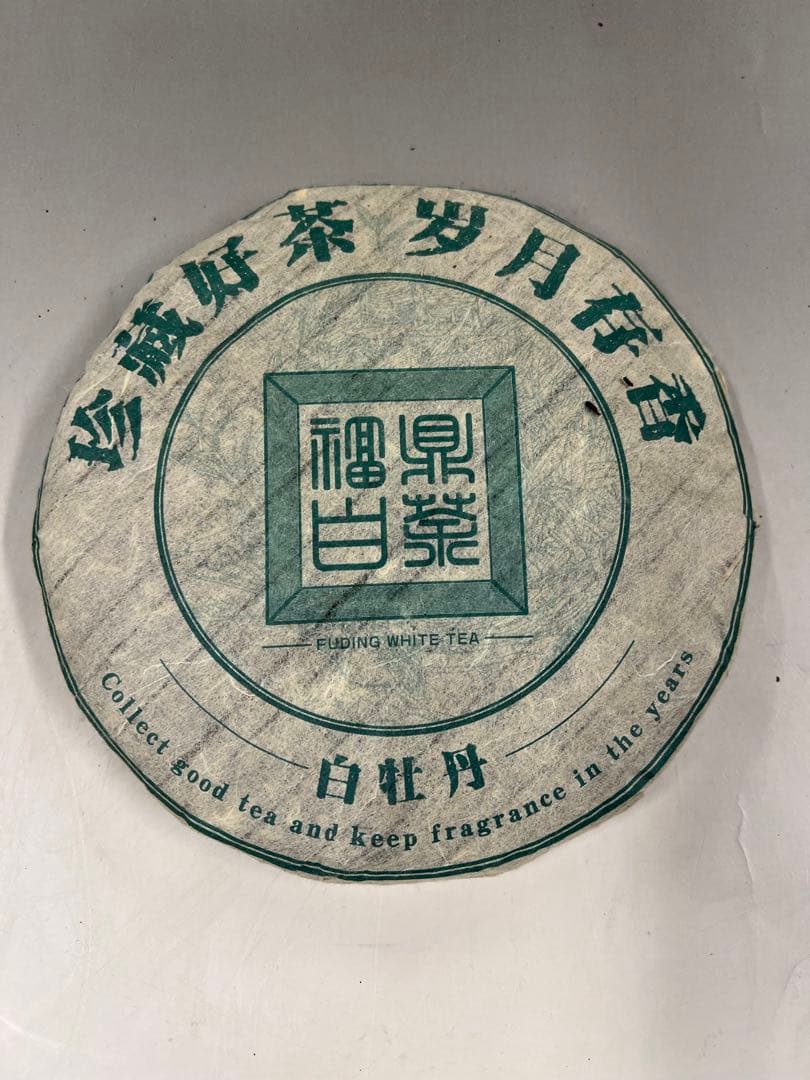 珍藏好茶 岁月存香
福鼎
白茶
FUDING WHITE TEA
白牡丹
Collect good tea and keep fragrance in the years